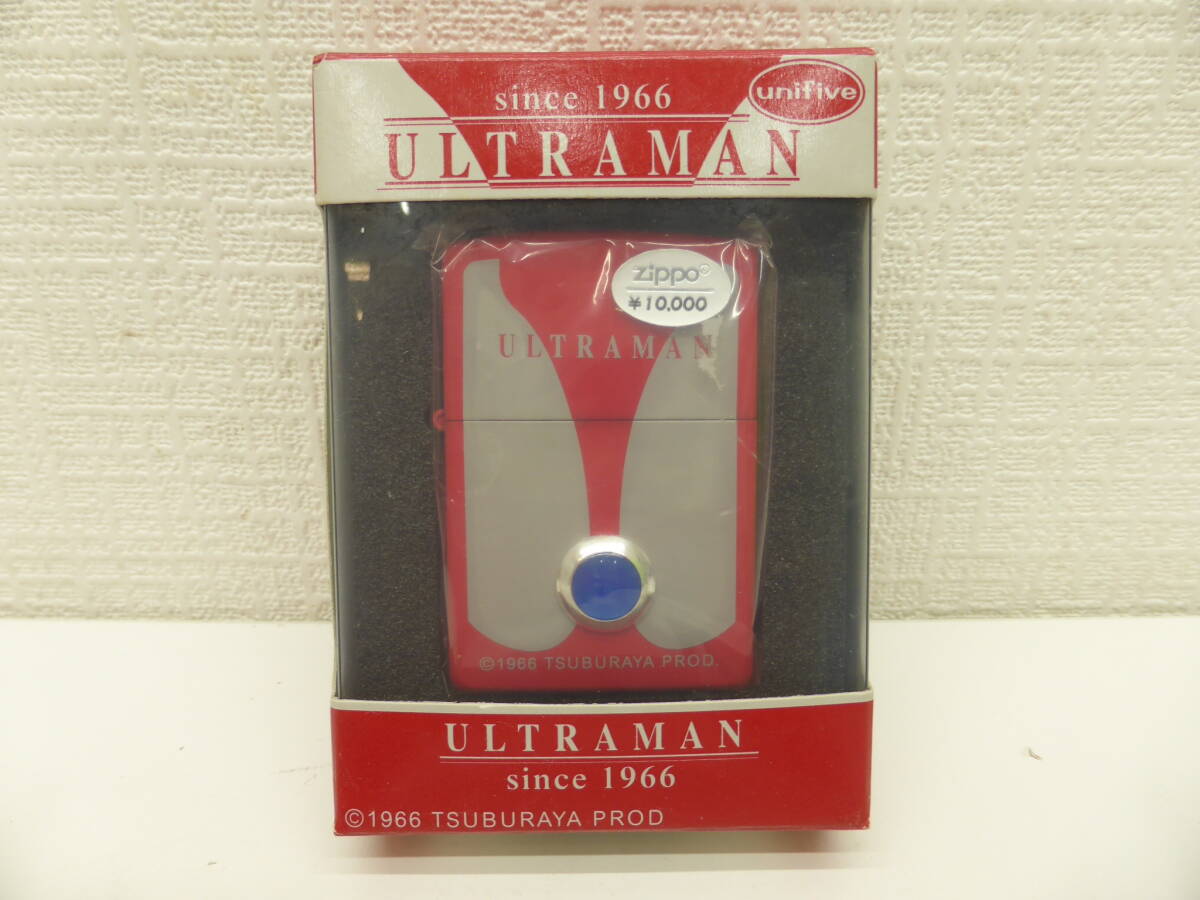 since 1966
unifive
ULTRAMAN
zippo®
¥10,000
ULTRAMAN
©1966 TSUBURAYA PROD.
ULTRAMAN
since 1966
©1966 TSUBURAYA PROD